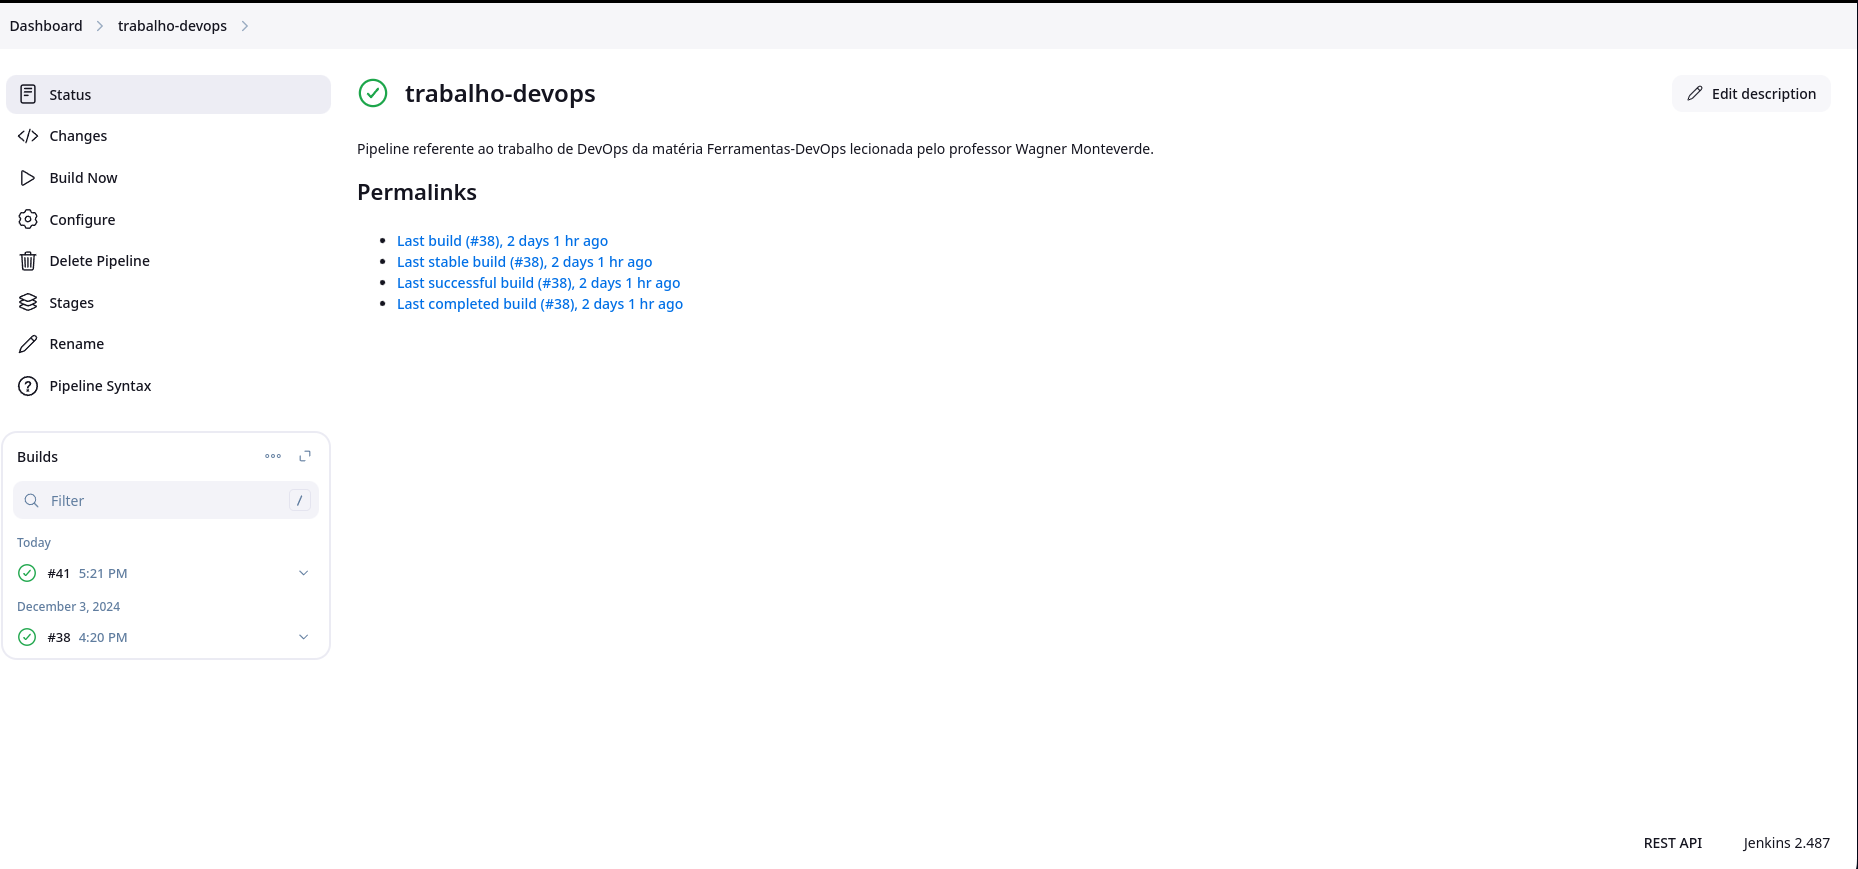 Dashboard > trabalho-devops >
Status
Changes
Build Now
Configure
Delete Pipeline
Stages
Rename
Pipeline Syntax
Builds
Filter /
Today
#41 5:21 PM
December 3, 2024
#38 4:20 PM
trabalho-devops
Edit description
Pipeline referente ao trabalho de DevOps da matéria Ferramentas-DevOps lecionada pelo professor Wagner Monteverde.
Permalinks
Last build (#38), 2 days 1 hr ago
Last stable build (#38), 2 days 1 hr ago
Last successful build (#38), 2 days 1 hr ago
Last completed build (#38), 2 days 1 hr ago
REST API Jenkins 2.487